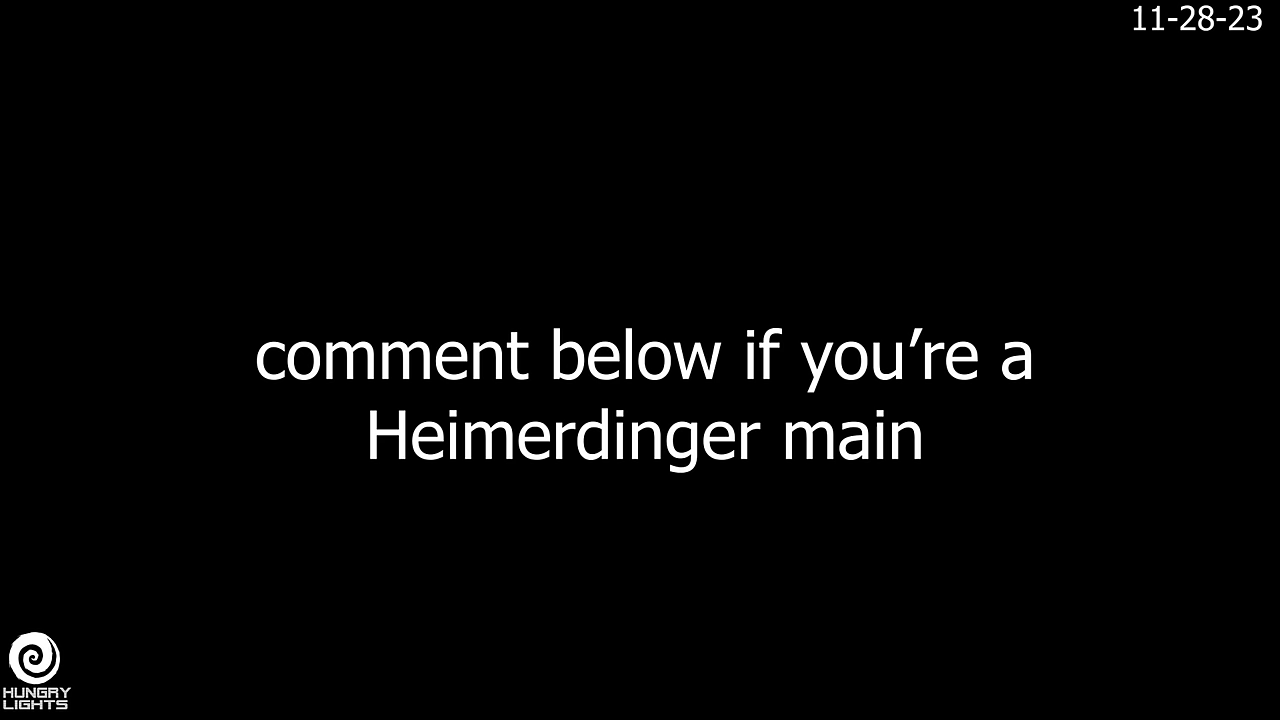 11-28-23
comment below if you’re a
Heimerdinger main
HUNGRY
LIGHTS